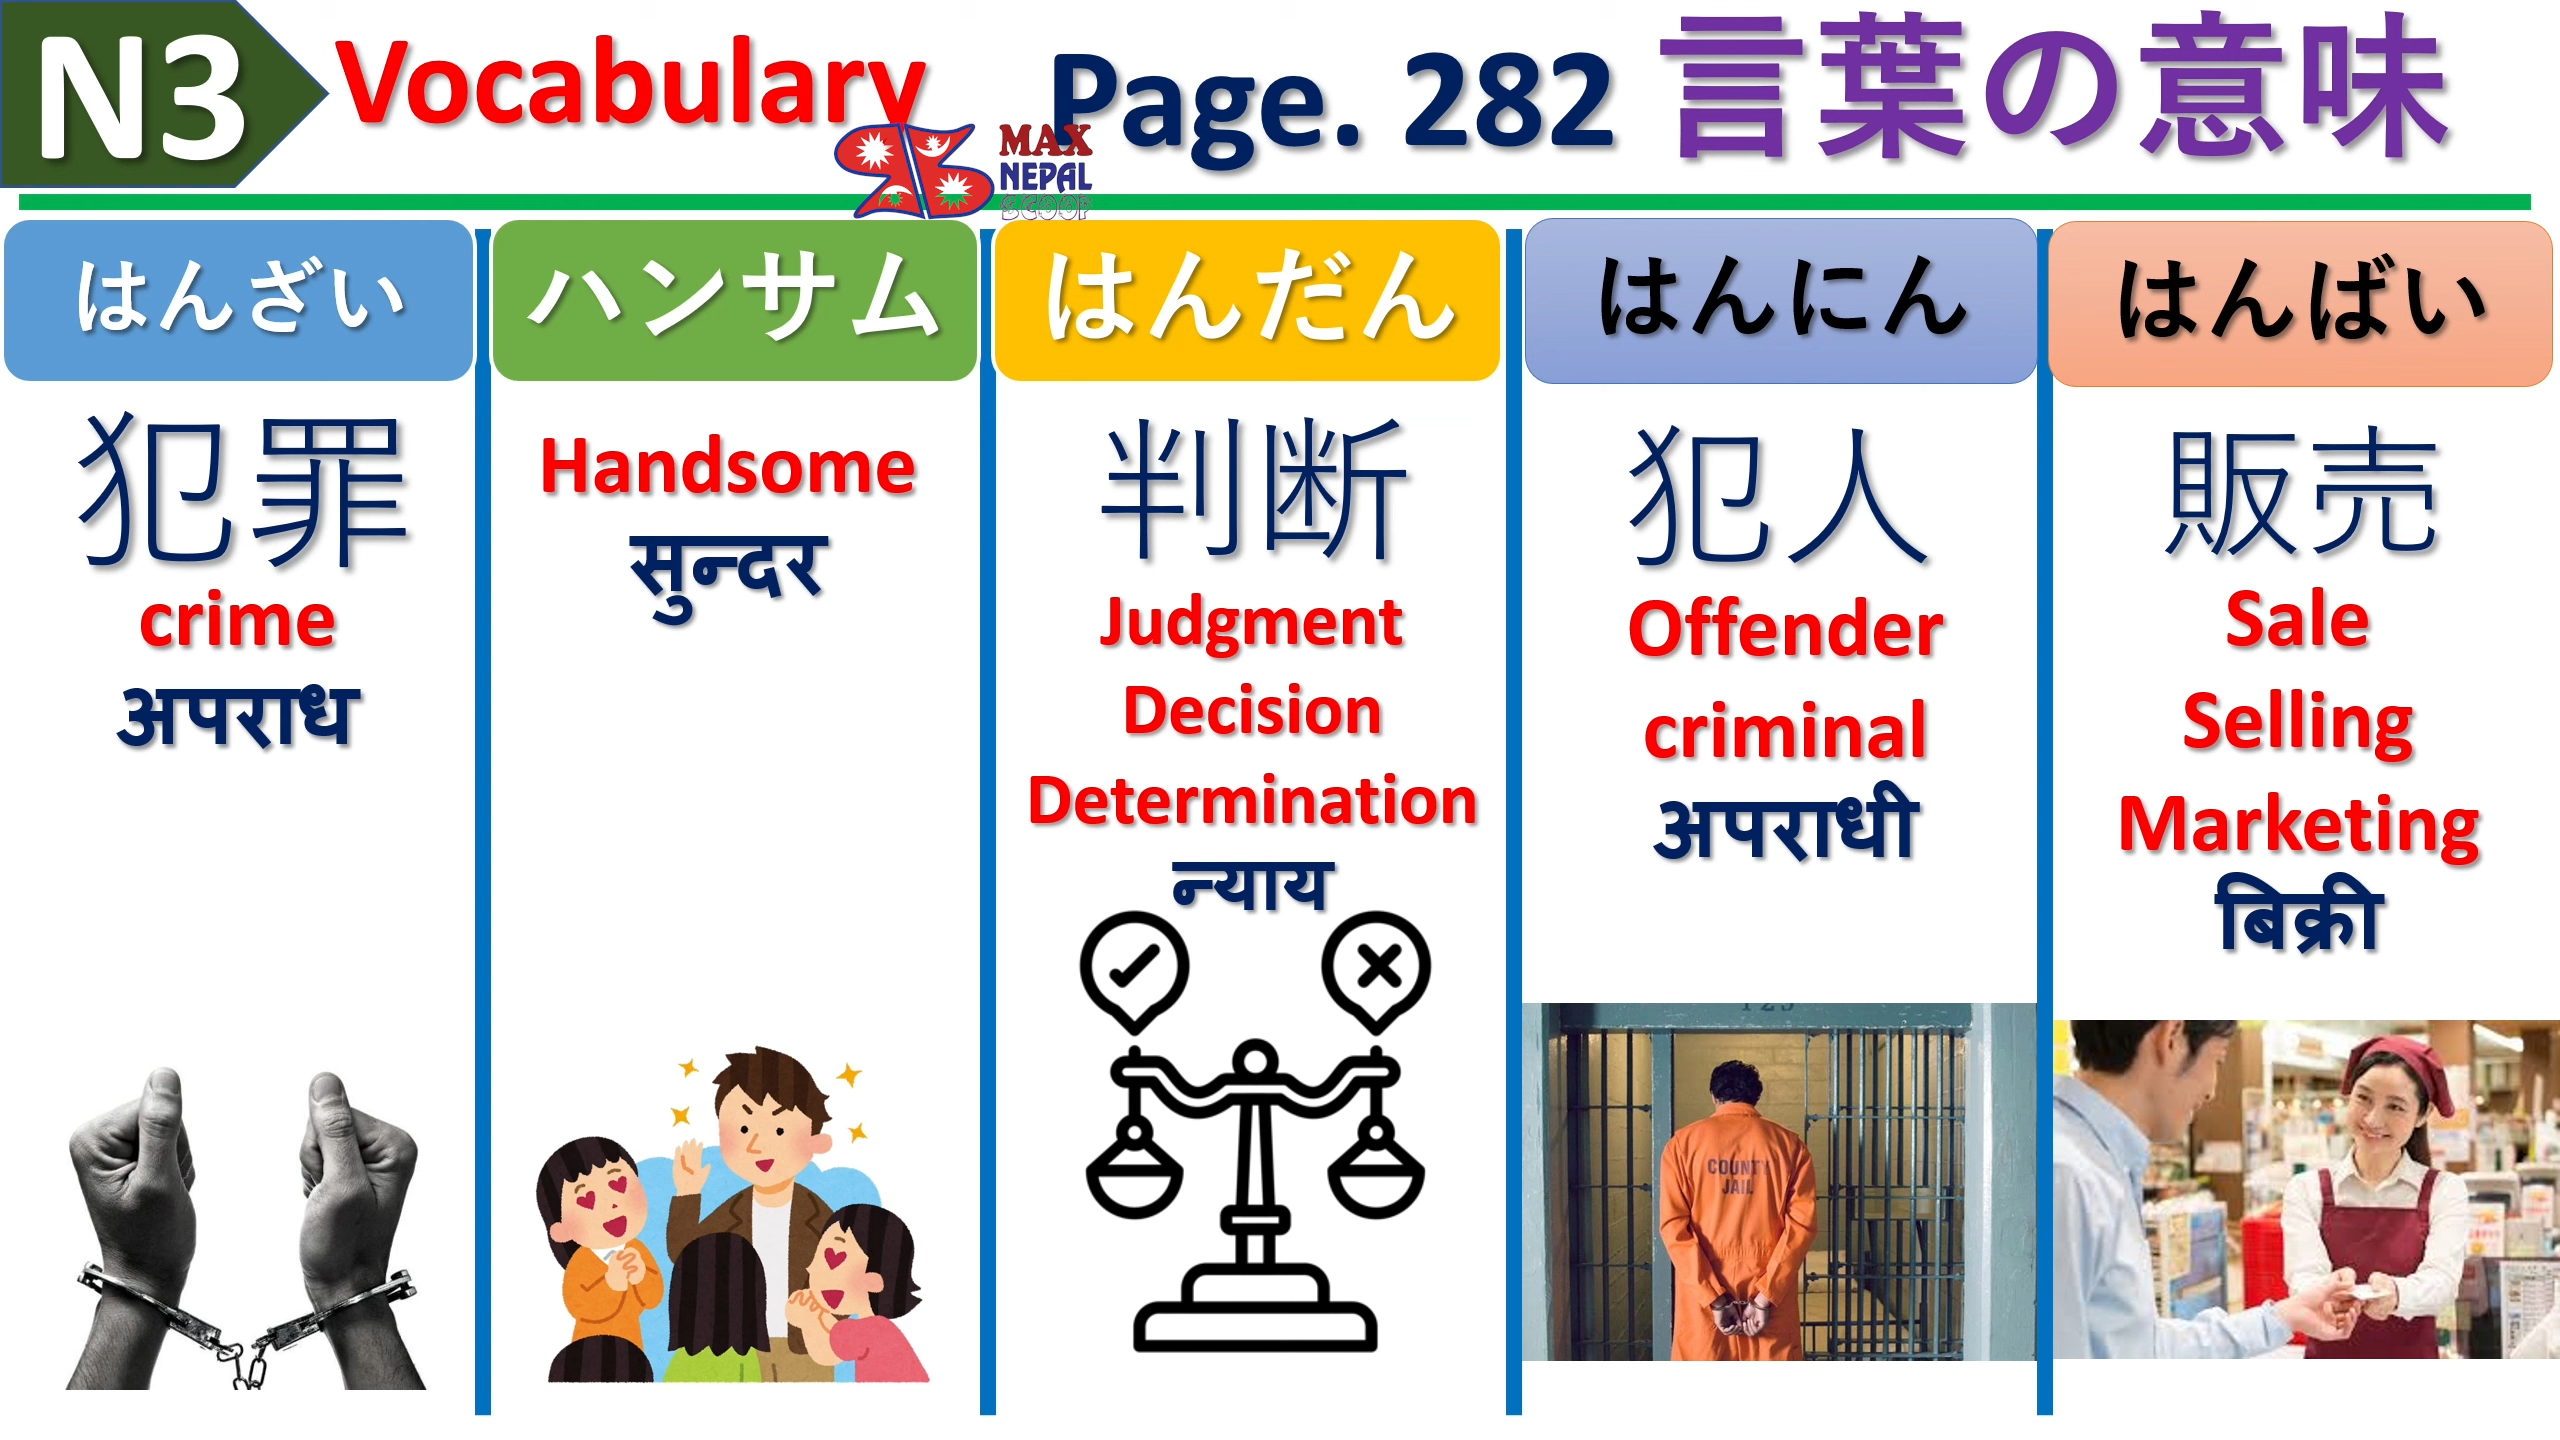 N3
Vocabulary
Page. 282
言葉の意味
MAX
NEPAL
SCOOP
はんざい
犯罪
crime
अपराध
ハンサム
Handsome
सुन्दर
はんだん
判断
Judgment
Decision
Determination
न्याय
はんにん
犯人
Offender
criminal
अपराधी
123
COUNTY
JAIL
はんばい
販売
Sale
Selling
Marketing
बिक्री